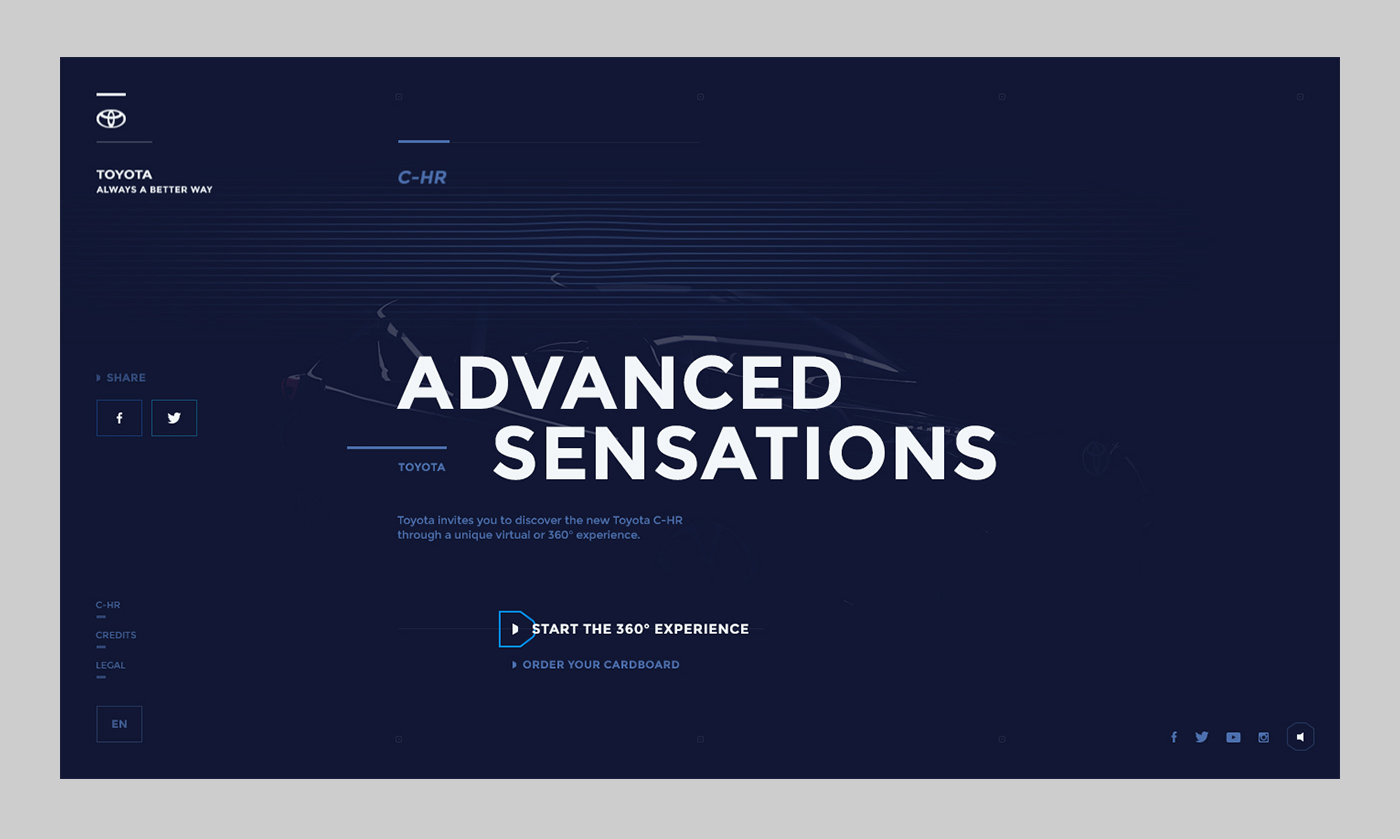 TOYOTA
ALWAYS A BETTER WAY
C-HR
SHARE
ADVANCED
SENSATIONS
TOYOTA
Toyota invites you to discover the new Toyota C-HR
through a unique virtual or 360° experience.
START THE 360° EXPERIENCE
ORDER YOUR CARDBOARD
C-HR
CREDITS
LEGAL
EN